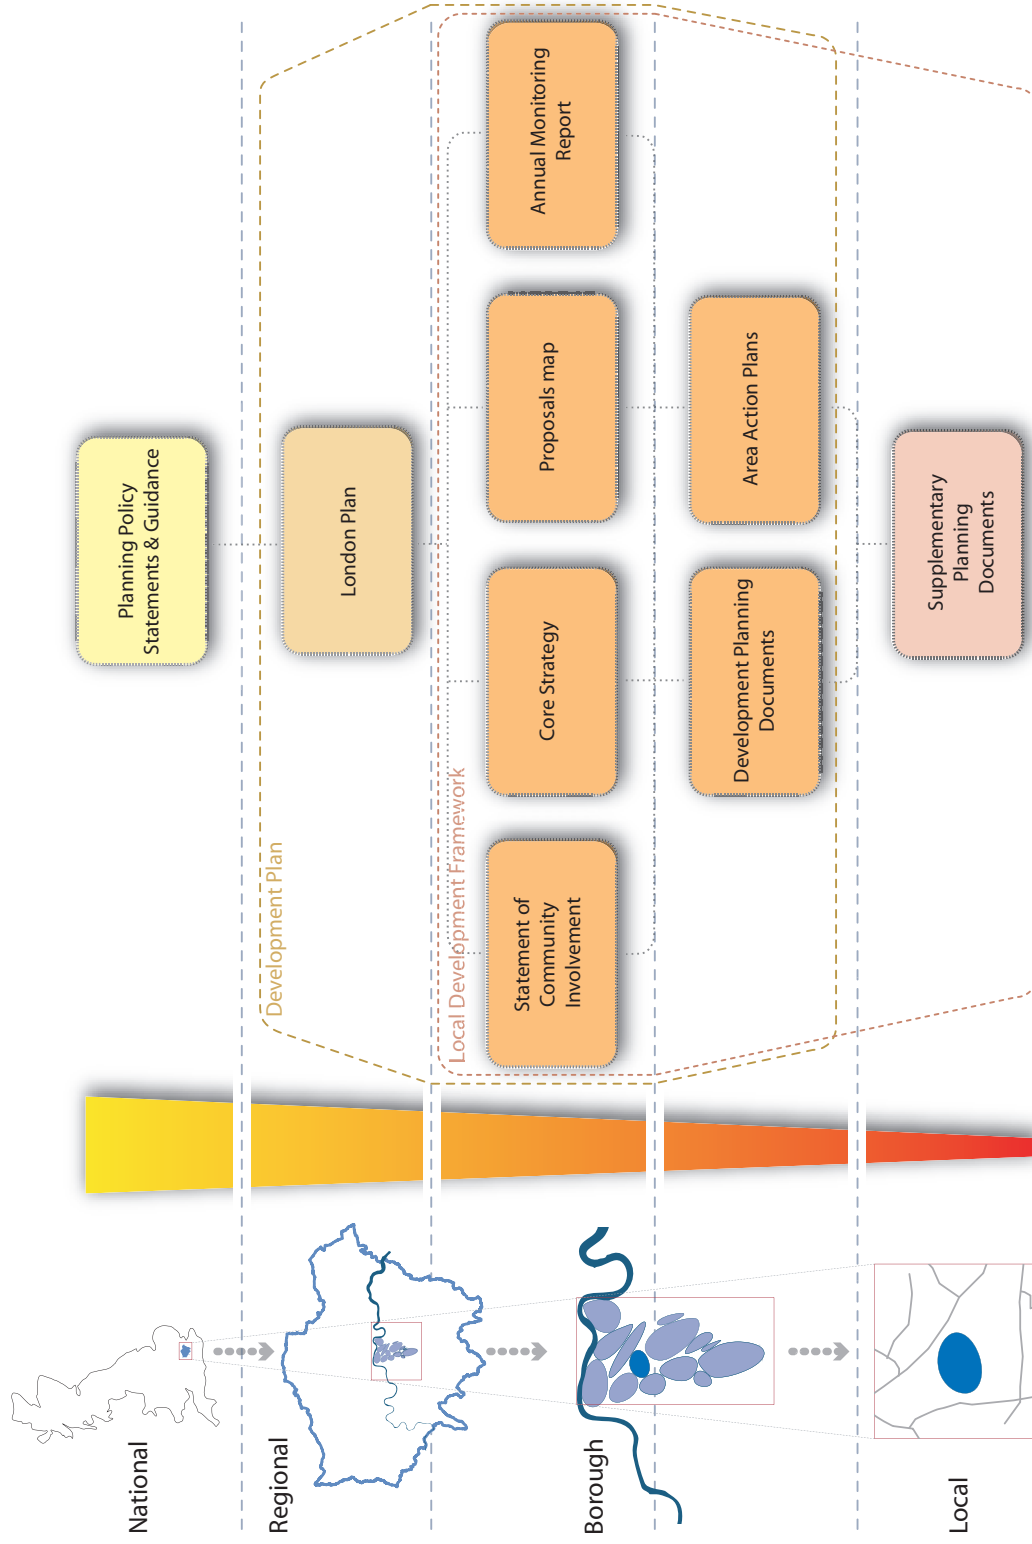 National
Planning Policy
Statements & Guidance
Regional
Development Plan
London Plan
Local Development Framework
Borough
Statement of
Community
Involvement
Core Strategy
Proposals map
Annual Monitoring
Report
Development Planning
Documents
Area Action Plans
Local
Supplementary
Planning
Documents